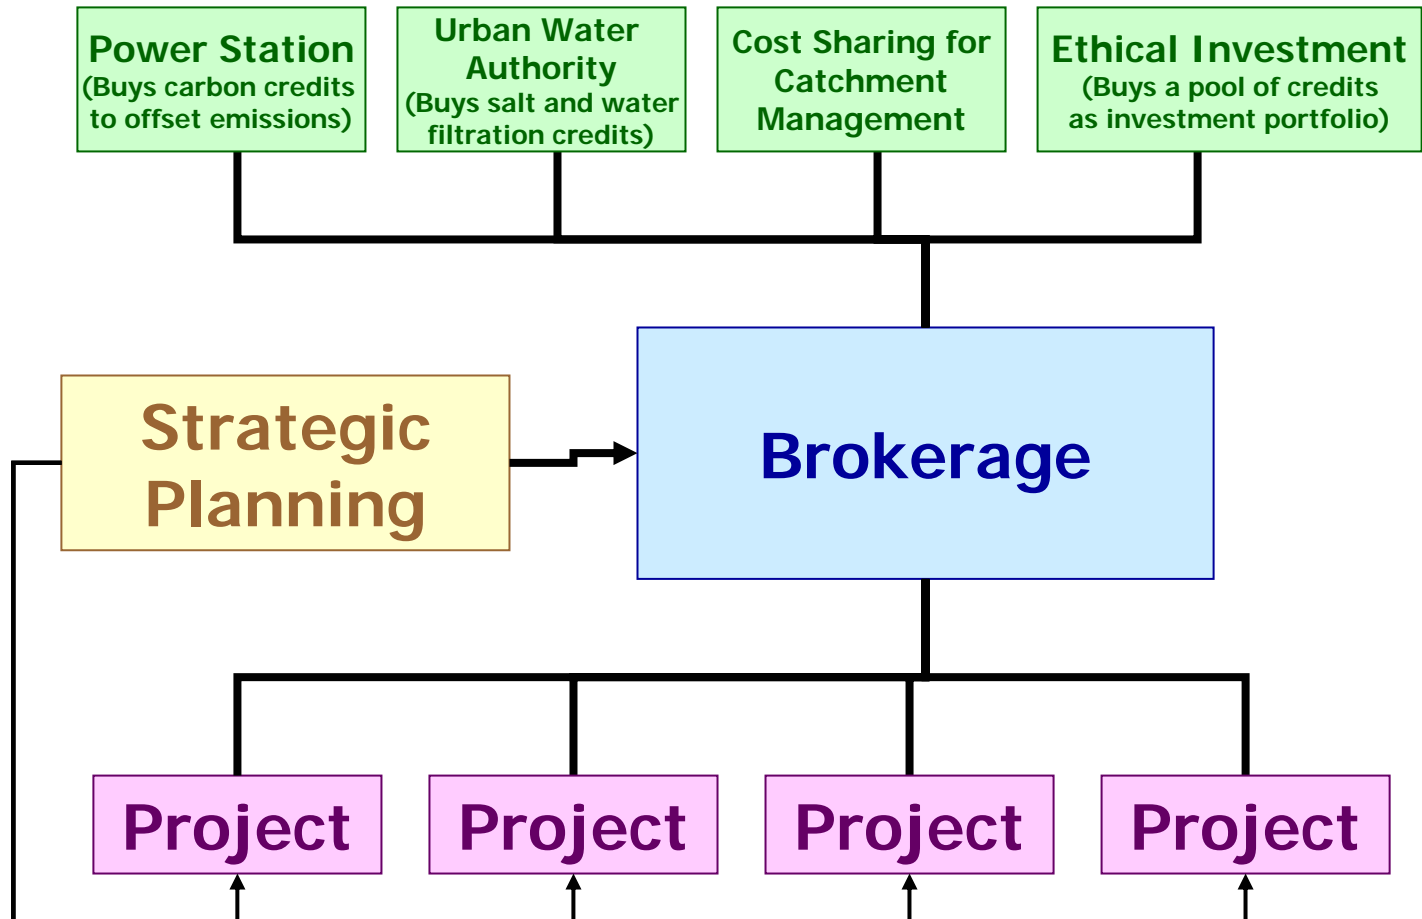 Power Station
(Buys carbon credits
to offset emissions)
Urban Water
Authority
(Buys salt and water
filtration credits)
Cost Sharing for
Catchment
Management
Ethical Investment
(Buys a pool of credits
as investment portfolio)
Strategic
Planning
Brokerage
Project
Project
Project
Project